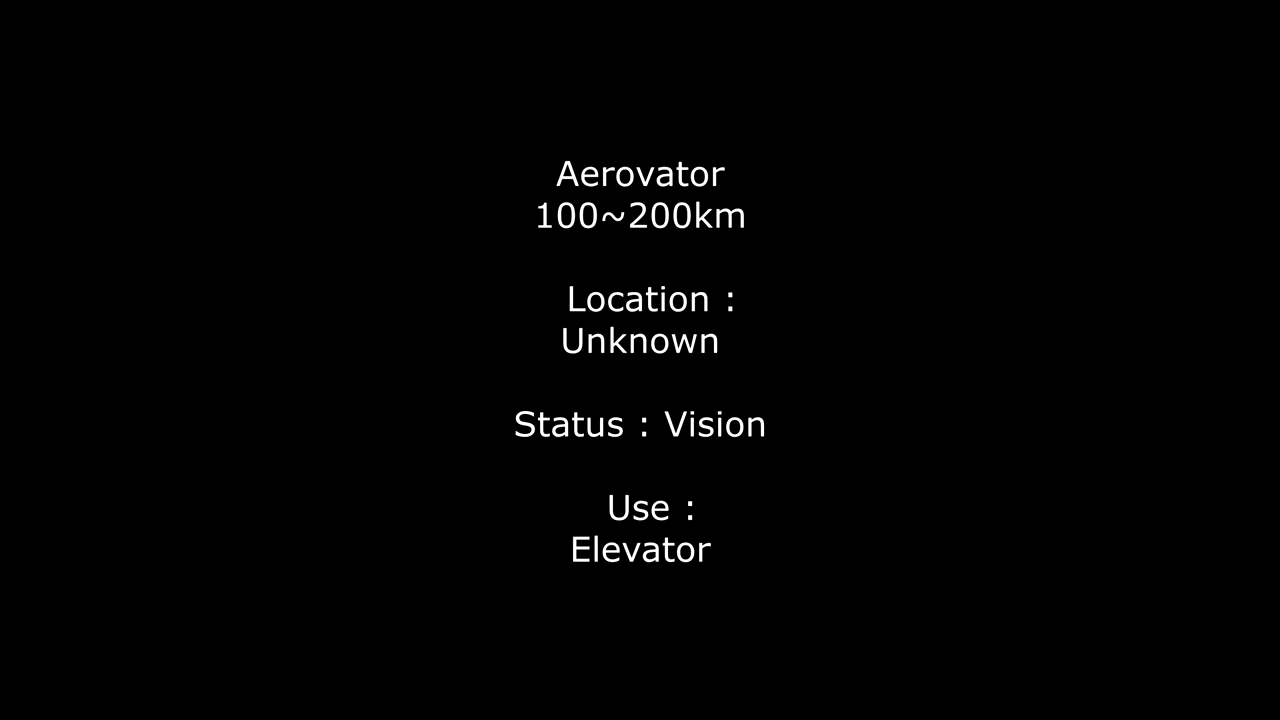 Aerovator
100~200km
Location :
Unknown
Status : Vision
Use :
Elevator